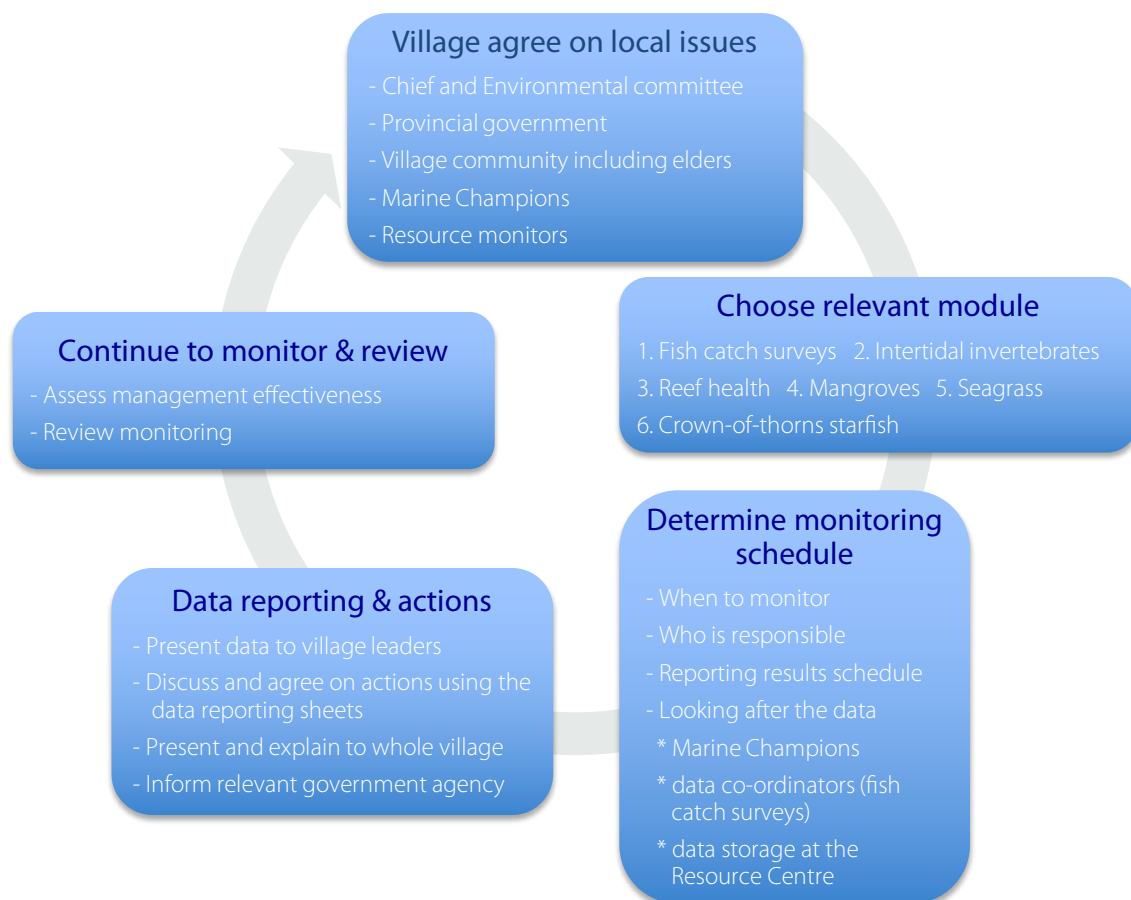 Village agree on local issues
- Chief and Environmental committee
- Provincial government
- Village community including elders
- Marine Champions
- Resource monitors
Choose relevant module
1. Fish catch surveys 2. Intertidal invertebrates
3. Reef health 4. Mangroves 5. Seagrass
6. Crown-of-thorns starfish
Determine monitoring
schedule
- When to monitor
- Who is responsible
- Reporting results schedule
- Looking after the data
* Marine Champions
* data co-ordinators (fish
catch surveys)
* data storage at the
Resource Centre
Data reporting & actions
- Present data to village leaders
- Discuss and agree on actions using the
data reporting sheets
- Present and explain to whole village
- Inform relevant government agency
Continue to monitor & review
- Assess management effectiveness
- Review monitoring